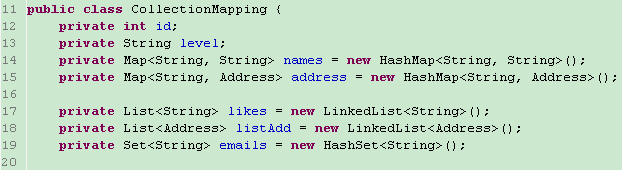 11 public class CollectionMapping {
12     private int id;
13     private String level;
14     private Map<String, String> names = new HashMap<String, String>();
15     private Map<String, Address> address = new HashMap<String, Address>();
16
17     private List<String> likes = new LinkedList<String>();
18     private List<Address> listAdd = new LinkedList<Address>();
19     private Set<String> emails = new HashSet<String>();
20